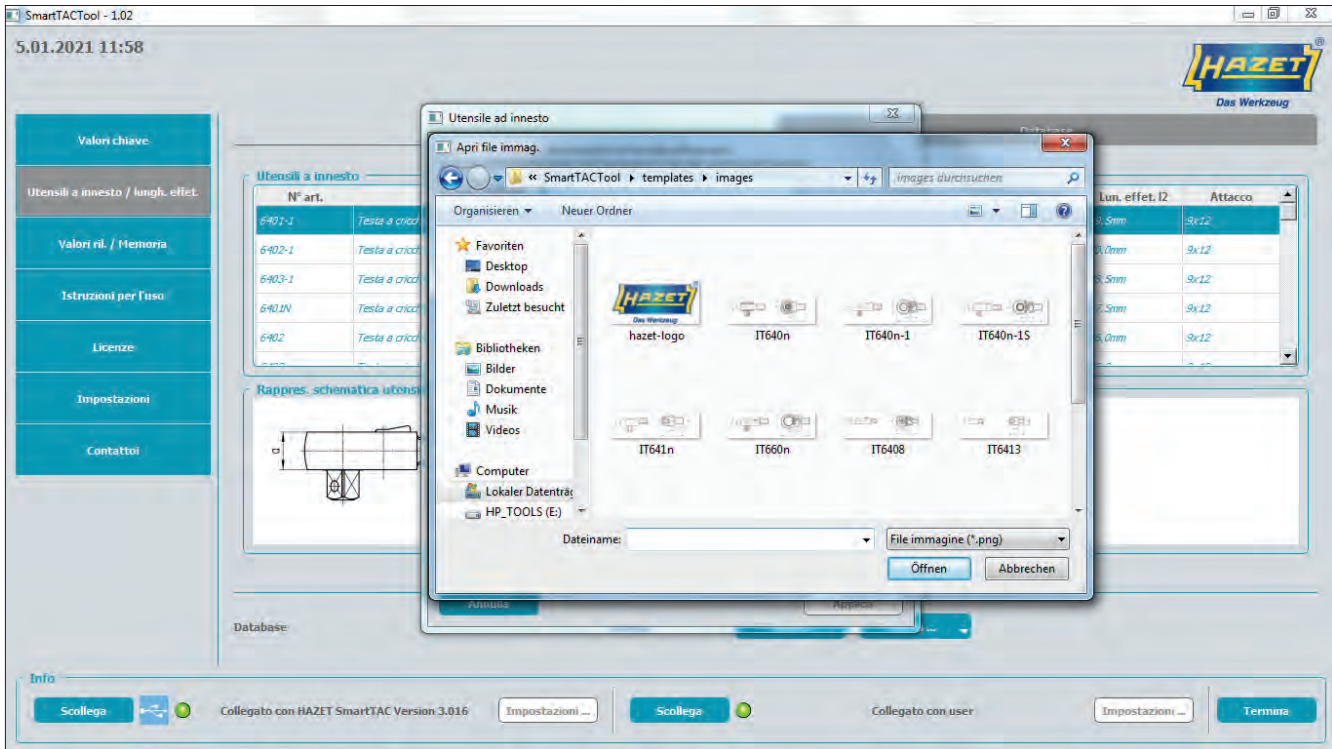 SmartTACTool - 1.02
5.01.2021 11:58
HAZET
®
Das Werkzeug
Valori chiave
Utensili a innesto / lungh. effet.
Valori ril. / Memoria
Istruzioni per l'uso
Licenze
Impostazioni
Contattoi
Utensile ad innesto
Database
Apri file immag.
« SmartTACTool ▸ templates ▸ images
images durchsuchen
Organisieren
Neuer Ordner
Favoriten
Desktop
Downloads
Zuletzt besucht
Bibliotheken
Bilder
Dokumente
Musik
Videos
Computer
Lokaler Datenträg
HP_TOOLS (E:)
HAZET
Das Werkzeug
hazet-logo
IT640n
IT640n-1
IT640n-1S
IT641n
IT660n
IT6408
IT6413
Dateiname:
File immagine (*.png)
Öffnen
Abbrechen
Annulla
Applica
Utensili a innesto
N° art.
Lun. effet. l2
Attacco
6401-1 Testa a cricch 9x12
6402-1 Testa a cricch 9x12
6403-1 Testa a cricch 9x12
6401N Testa a cricch 9x12
6402 Testa a cricch 9x12
Rappres. schematica utensi
d
Database
Info
Scollega
Collegato con HAZET SmartTAC Version 3.016
Impostazioni ...
Scollega
Collegato con user
Impostazioni ...
Termina